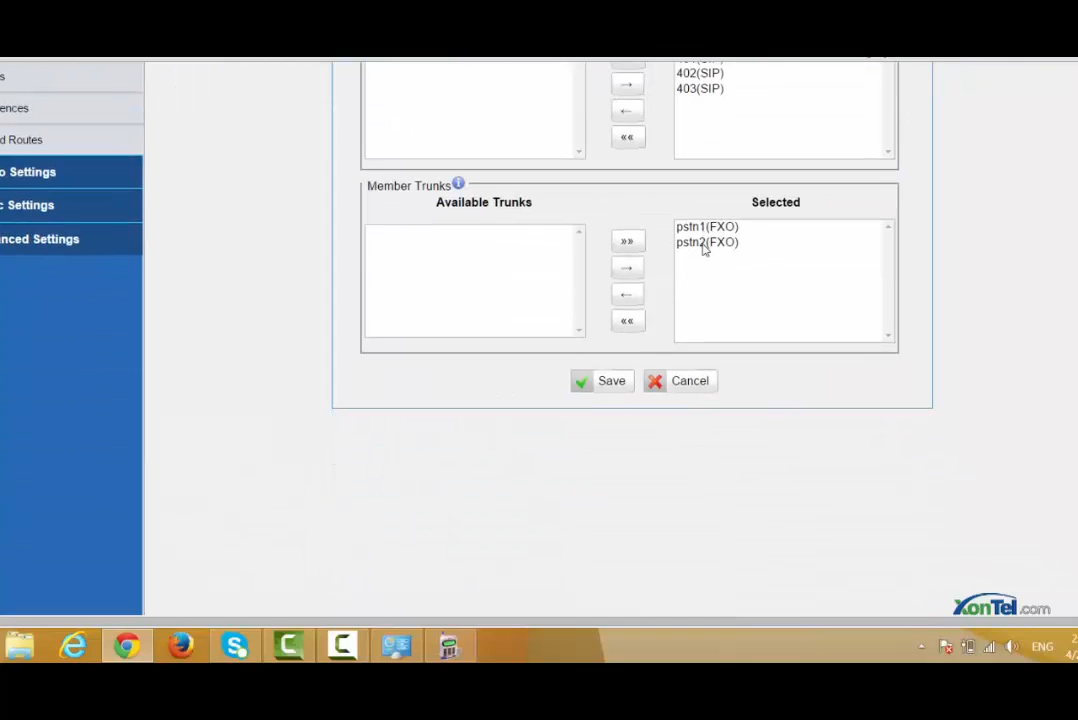 s
402(SIP)
403(SIP)
ences
→
←
««
d Routes
o Settings
Member Trunks
Available Trunks
Selected
c Settings
pstn1(FXO)
pstn2(FXO)
nced Settings
»»
→
←
««
Save
Cancel
XonTel.com
ENG